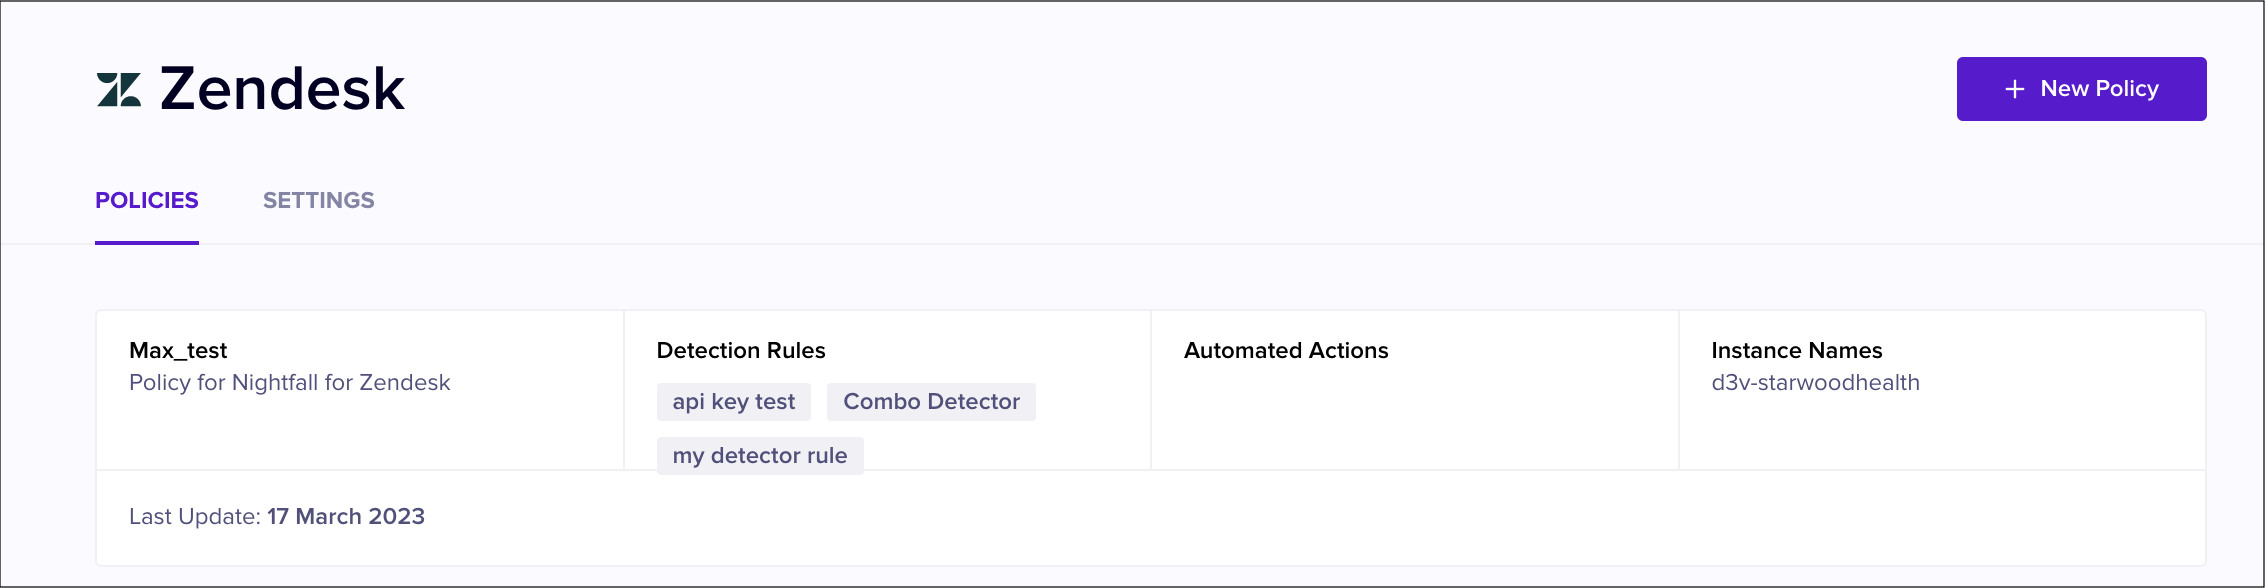 Zendesk
+ New Policy
POLICIES
SETTINGS
Max_test
Policy for Nightfall for Zendesk
Detection Rules
api key test
Combo Detector
my detector rule
Automated Actions
Instance Names
d3v-starwoodhealth
Last Update: 17 March 2023